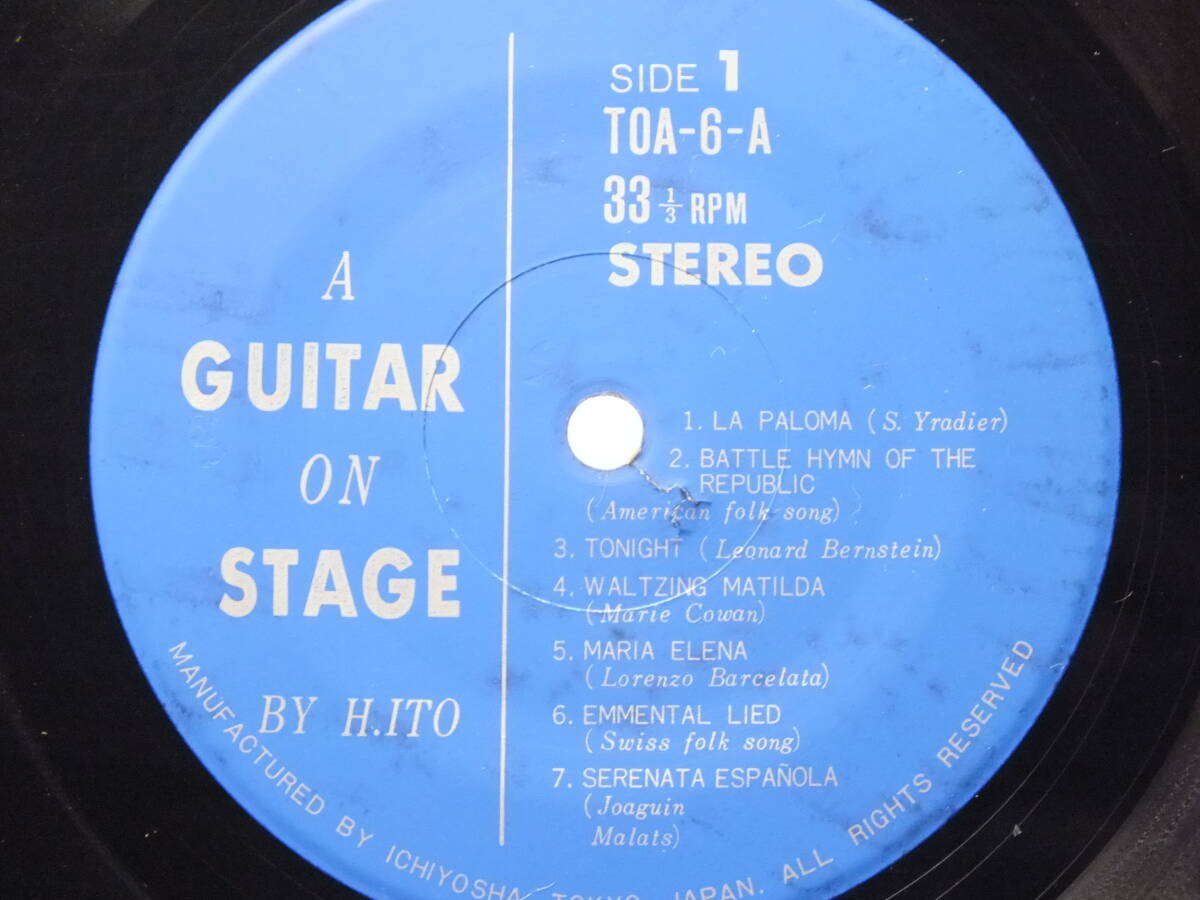 A
GUITAR
ON
STAGE
BY H.ITO
SIDE 1
TOA-6-A
33 1/3 RPM
STEREO
1. LA PALOMA (S. Yradier)
2. BATTLE HYMN OF THE
REPUBLIC
(American folk song)
3. TONIGHT (Leonard Bernstein)
4. WALTZING MATILDA
(Marie Cowan)
5. MARIA ELENA
(Lorenzo Barcelata)
6. EMMENTAL LIED
(Swiss folk song)
7. SERENATA ESPAÑOLA
(Joaguin
Malats)
MANUFACTURED BY ICHIYOSHA, TOKYO JAPAN. ALL RIGHTS RESERVED